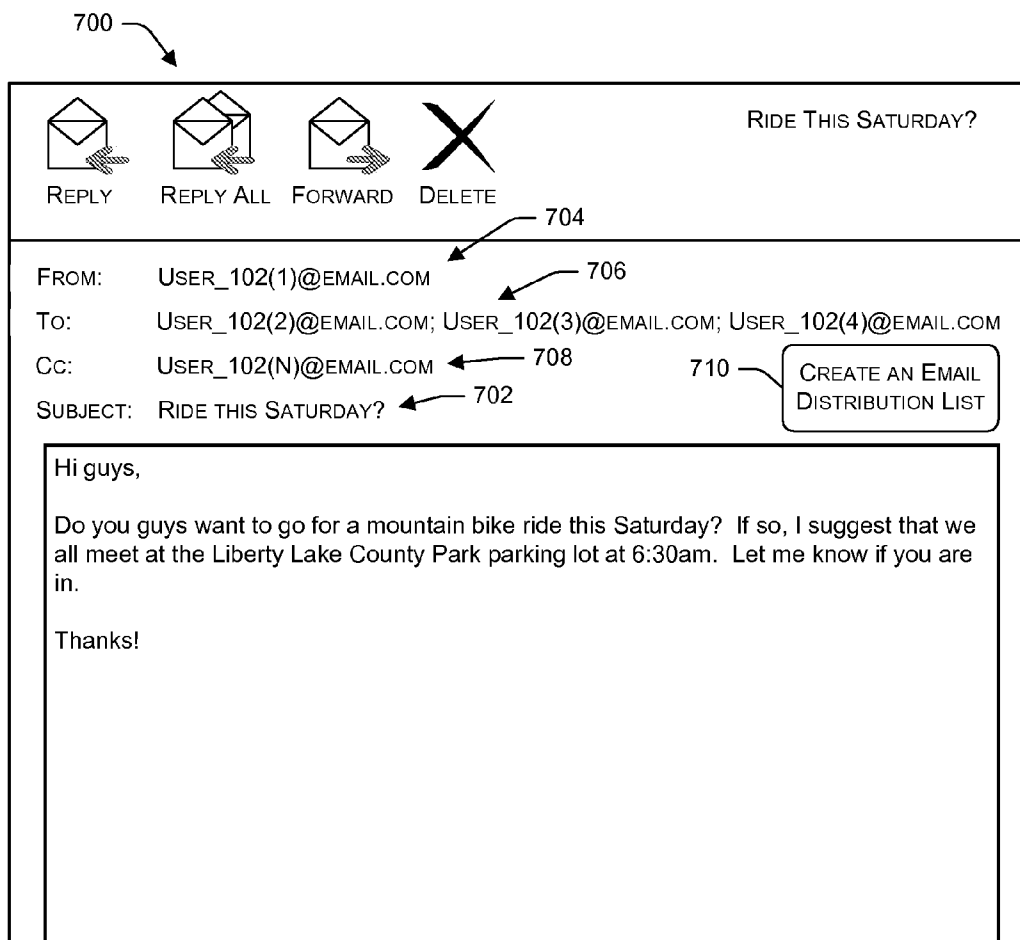 700
RIDE THIS SATURDAY?
REPLY REPLY ALL FORWARD DELETE
704
FROM: USER_102(1)@EMAIL.COM
706
TO: USER_102(2)@EMAIL.COM; USER_102(3)@EMAIL.COM; USER_102(4)@EMAIL.COM
CC: USER_102(N)@EMAIL.COM 708
710 CREATE AN EMAIL
DISTRIBUTION LIST
SUBJECT: RIDE THIS SATURDAY? 702
Hi guys,
Do you guys want to go for a mountain bike ride this Saturday? If so, I suggest that we
all meet at the Liberty Lake County Park parking lot at 6:30am. Let me know if you are
in.
Thanks!